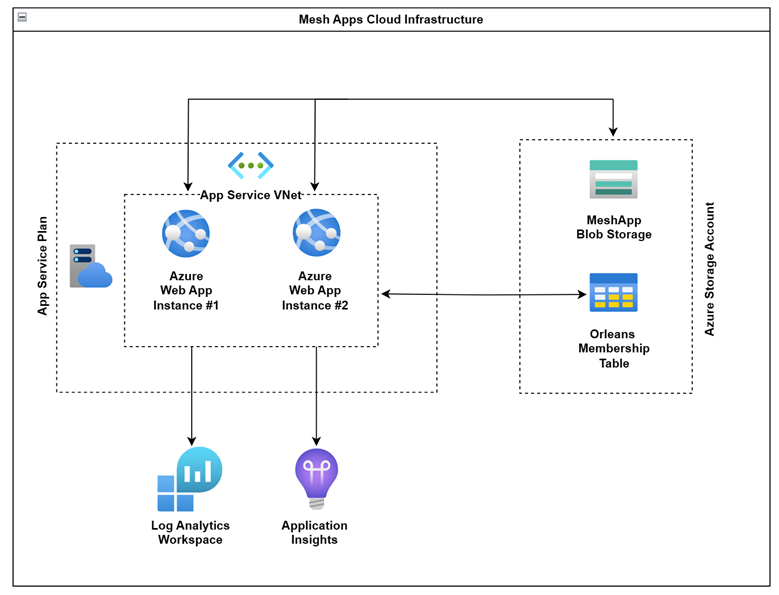 Mesh Apps Cloud Infrastructure
App Service VNet
App Service Plan
Azure
Web App
Instance #1
Azure
Web App
Instance #2
MeshApp
Blob Storage
Orleans
Membership
Table
Azure Storage Account
Log Analytics
Workspace
Application
Insights